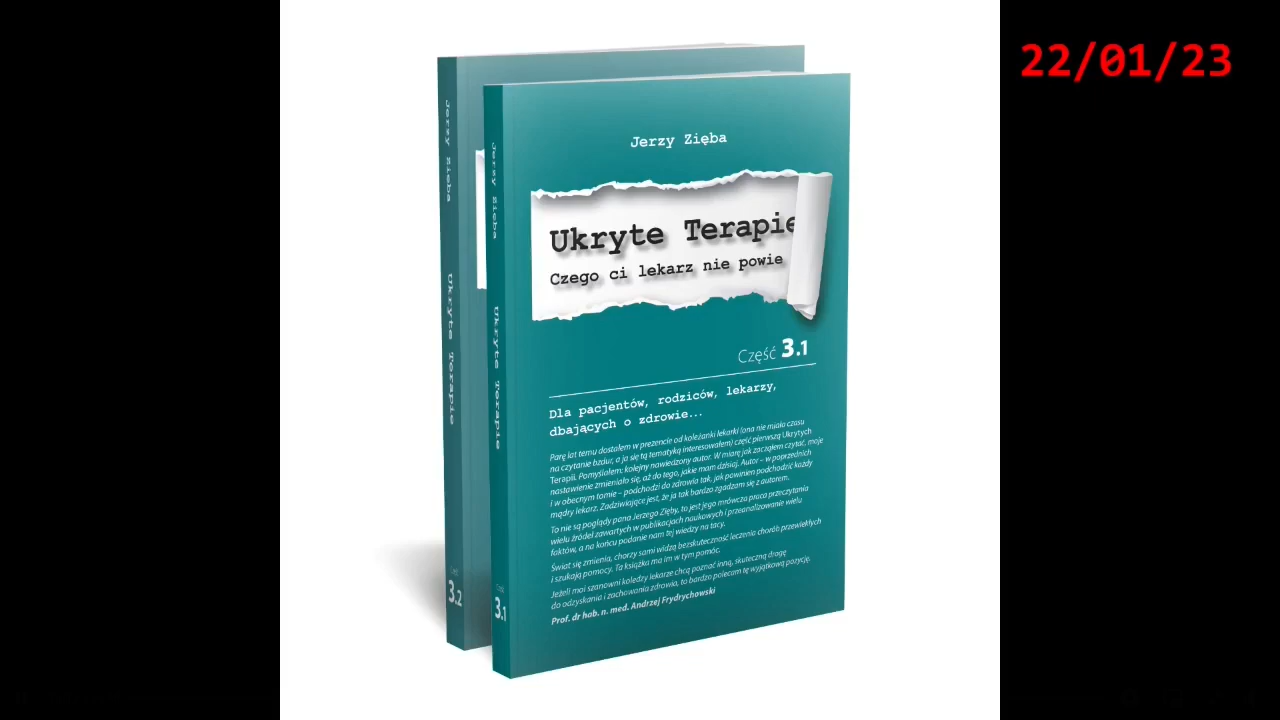 22/01/23
Jerzy Zięba
Ukryte Terapie
Czego ci lekarz nie powie
Część 3.1
Dla pacjentów, rodziców, lekarzy,
dbających o zdrowie...
Parę lat temu dostałem w prezencie od koleżanki lekarki (ona nie miała czasu
na czytanie bzdur, a ja się tą tematyką interesowałem) część pierwszą Ukrytych
Terapii. Pomyślałem: kolejny nawiedzony autor. W miarę jak zacząłem czytać, moje
nastawienie zmieniało się, aż do tego, jakie mam dzisiaj. Autor – w poprzednich
i w obecnym tomie – podchodzi do zdrowia tak, jak powinien podchodzić każdy
mądry lekarz. Zadziwiające jest, że ja tak bardzo zgadzam się z autorem.
To nie są poglądy pana Jerzego Zięby, to jest jego mrówcza praca przeczytania
wielu źródeł zawartych w publikacjach naukowych i przeanalizowanie wielu
faktów, a na końcu podanie nam tej wiedzy na tacy.
Świat się zmienia, chorzy sami widzą bezskuteczność leczenia chorób przewlekłych
i szukają pomocy. Ta książka ma im w tym pomóc.
Jeżeli moi szanowni koledzy lekarze chcą poznać inną, skuteczną drogę
do odzyskania i zachowania zdrowia, to bardzo polecam tę wyjątkową pozycję.
Prof. dr hab. n. med. Andrzej Frydrychowski
Jerzy Zięba
Ukryte Terapie
Część
3.1
Jerzy Zięba
Ukryte Terapie
Część
3.2